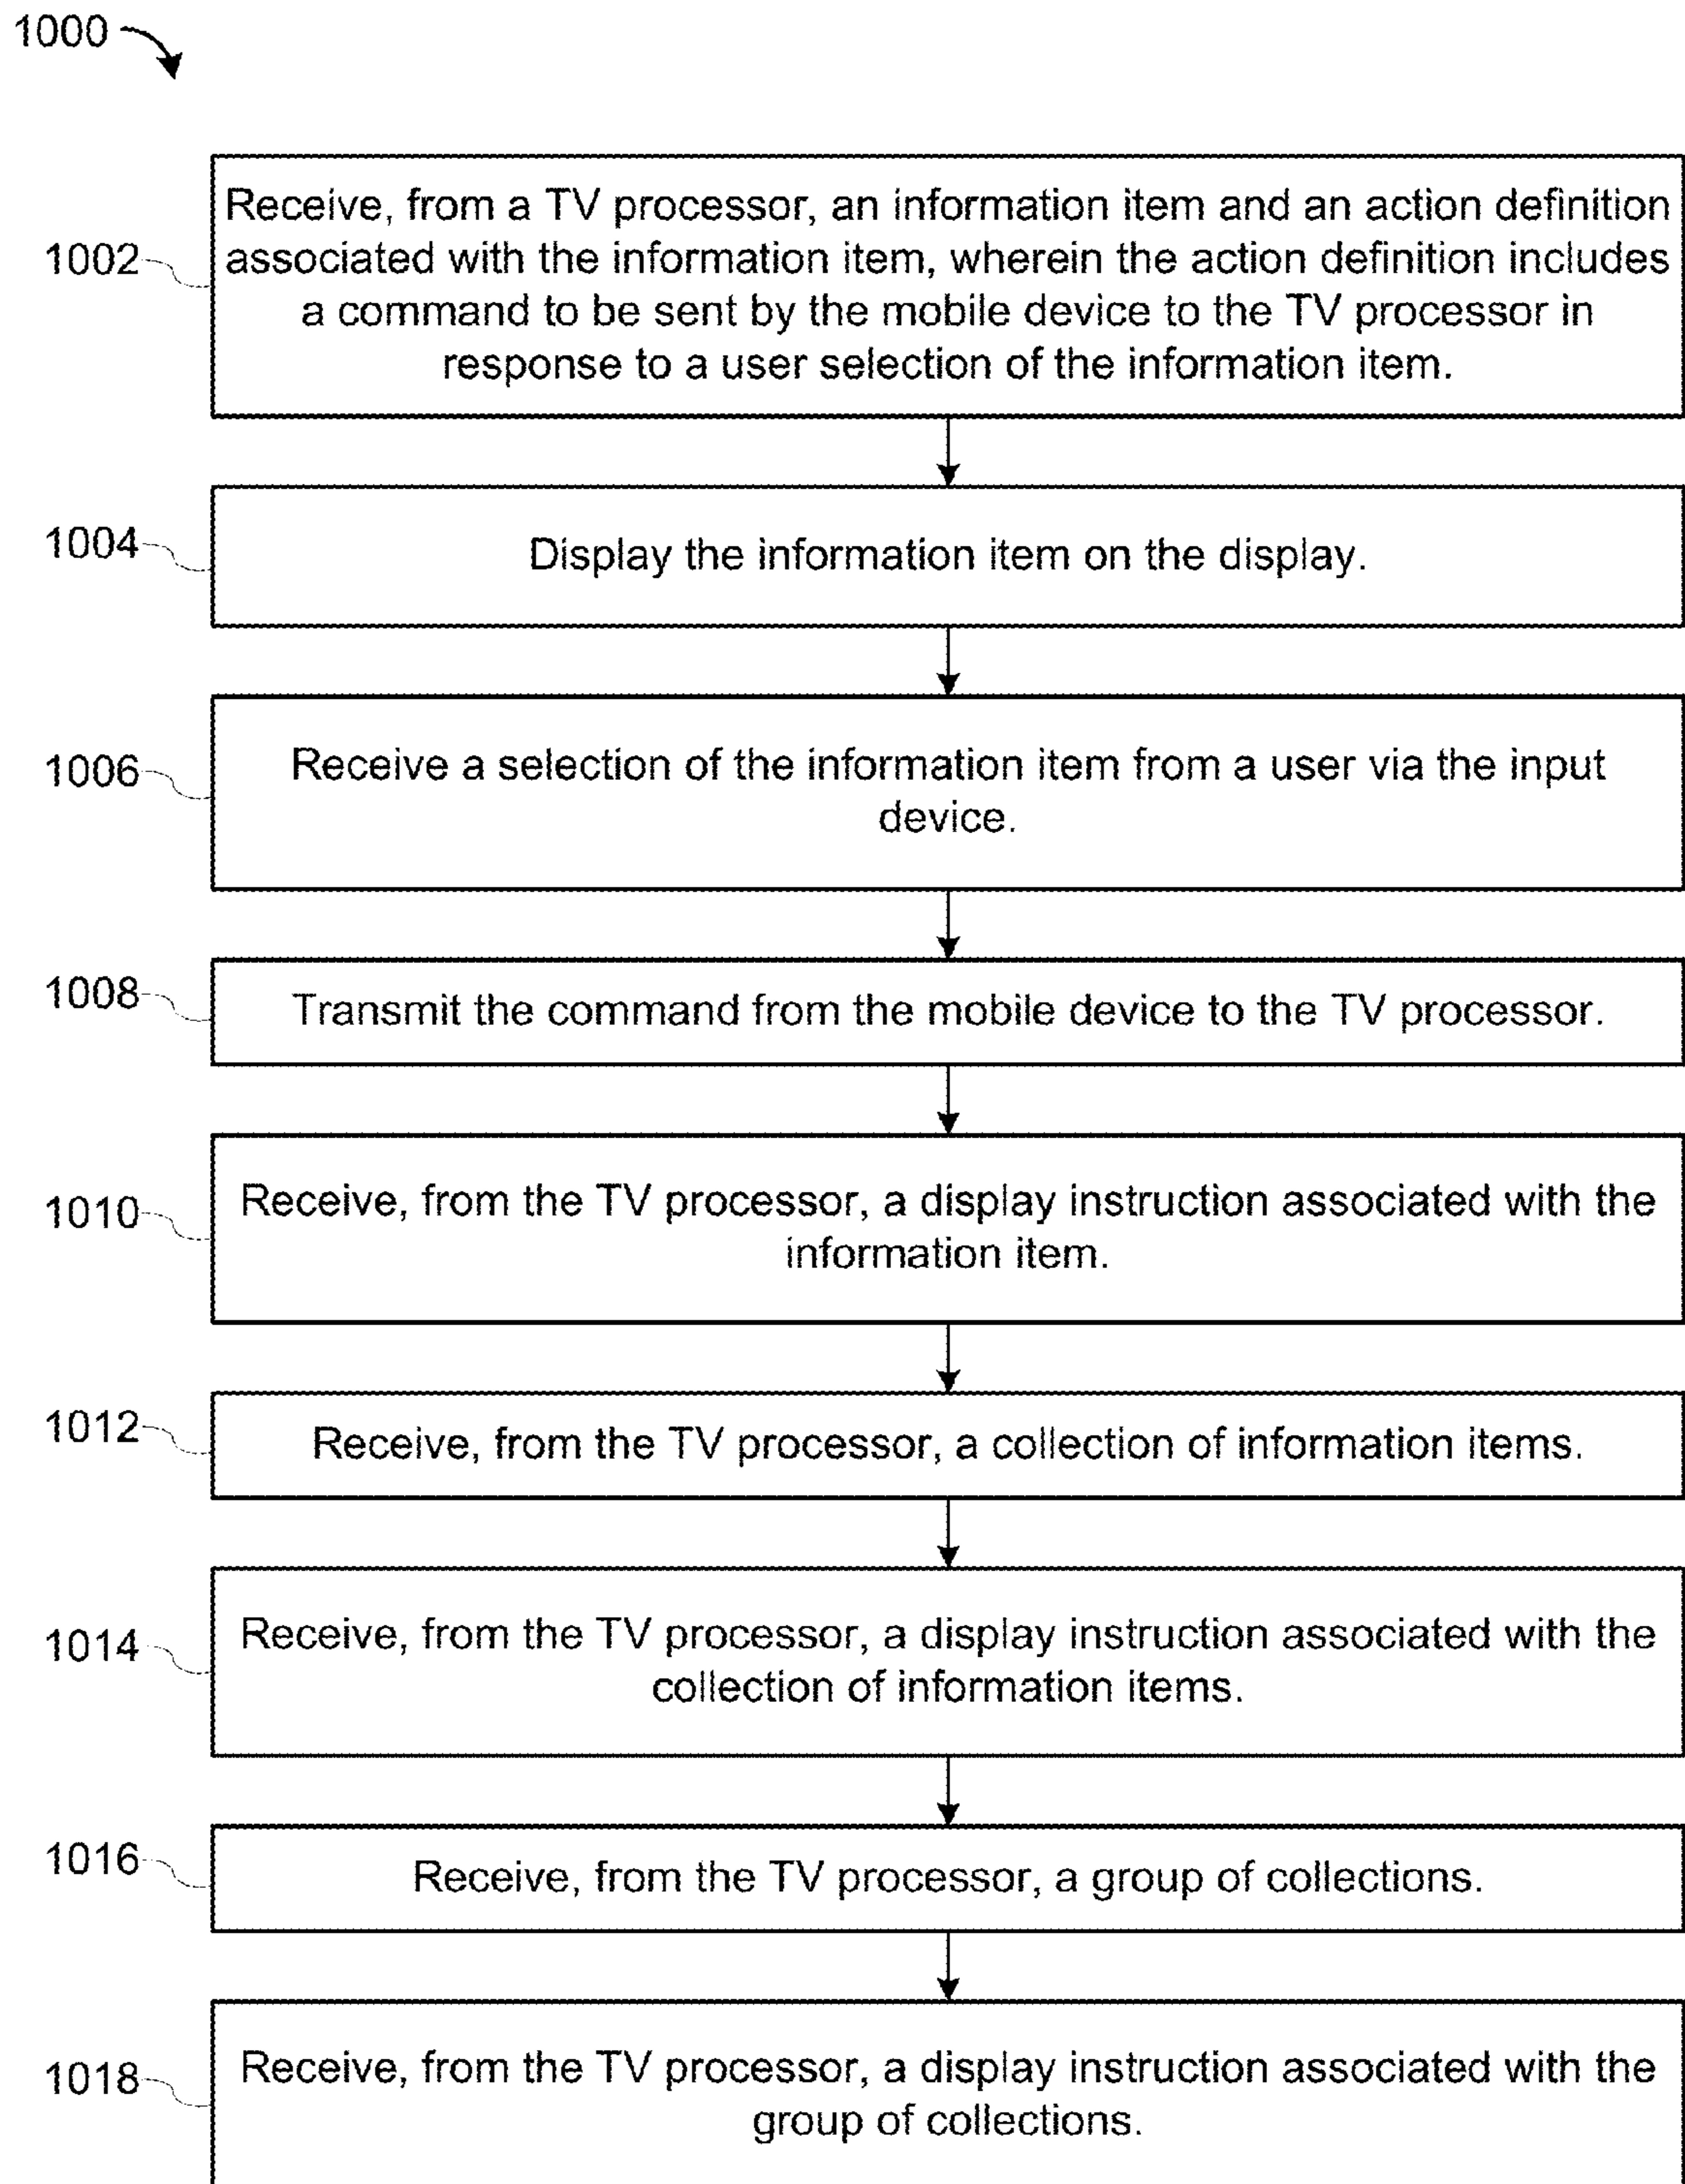 1000
1002
Receive, from a TV processor, an information item and an action definition
associated with the information item, wherein the action definition includes
a command to be sent by the mobile device to the TV processor in
response to a user selection of the information item.
1004
Display the information item on the display.
1006
Receive a selection of the information item from a user via the input
device.
1008
Transmit the command from the mobile device to the TV processor.
1010
Receive, from the TV processor, a display instruction associated with the
information item.
1012
Receive, from the TV processor, a collection of information items.
1014
Receive, from the TV processor, a display instruction associated with the
collection of information items.
1016
Receive, from the TV processor, a group of collections.
1018
Receive, from the TV processor, a display instruction associated with the
group of collections.